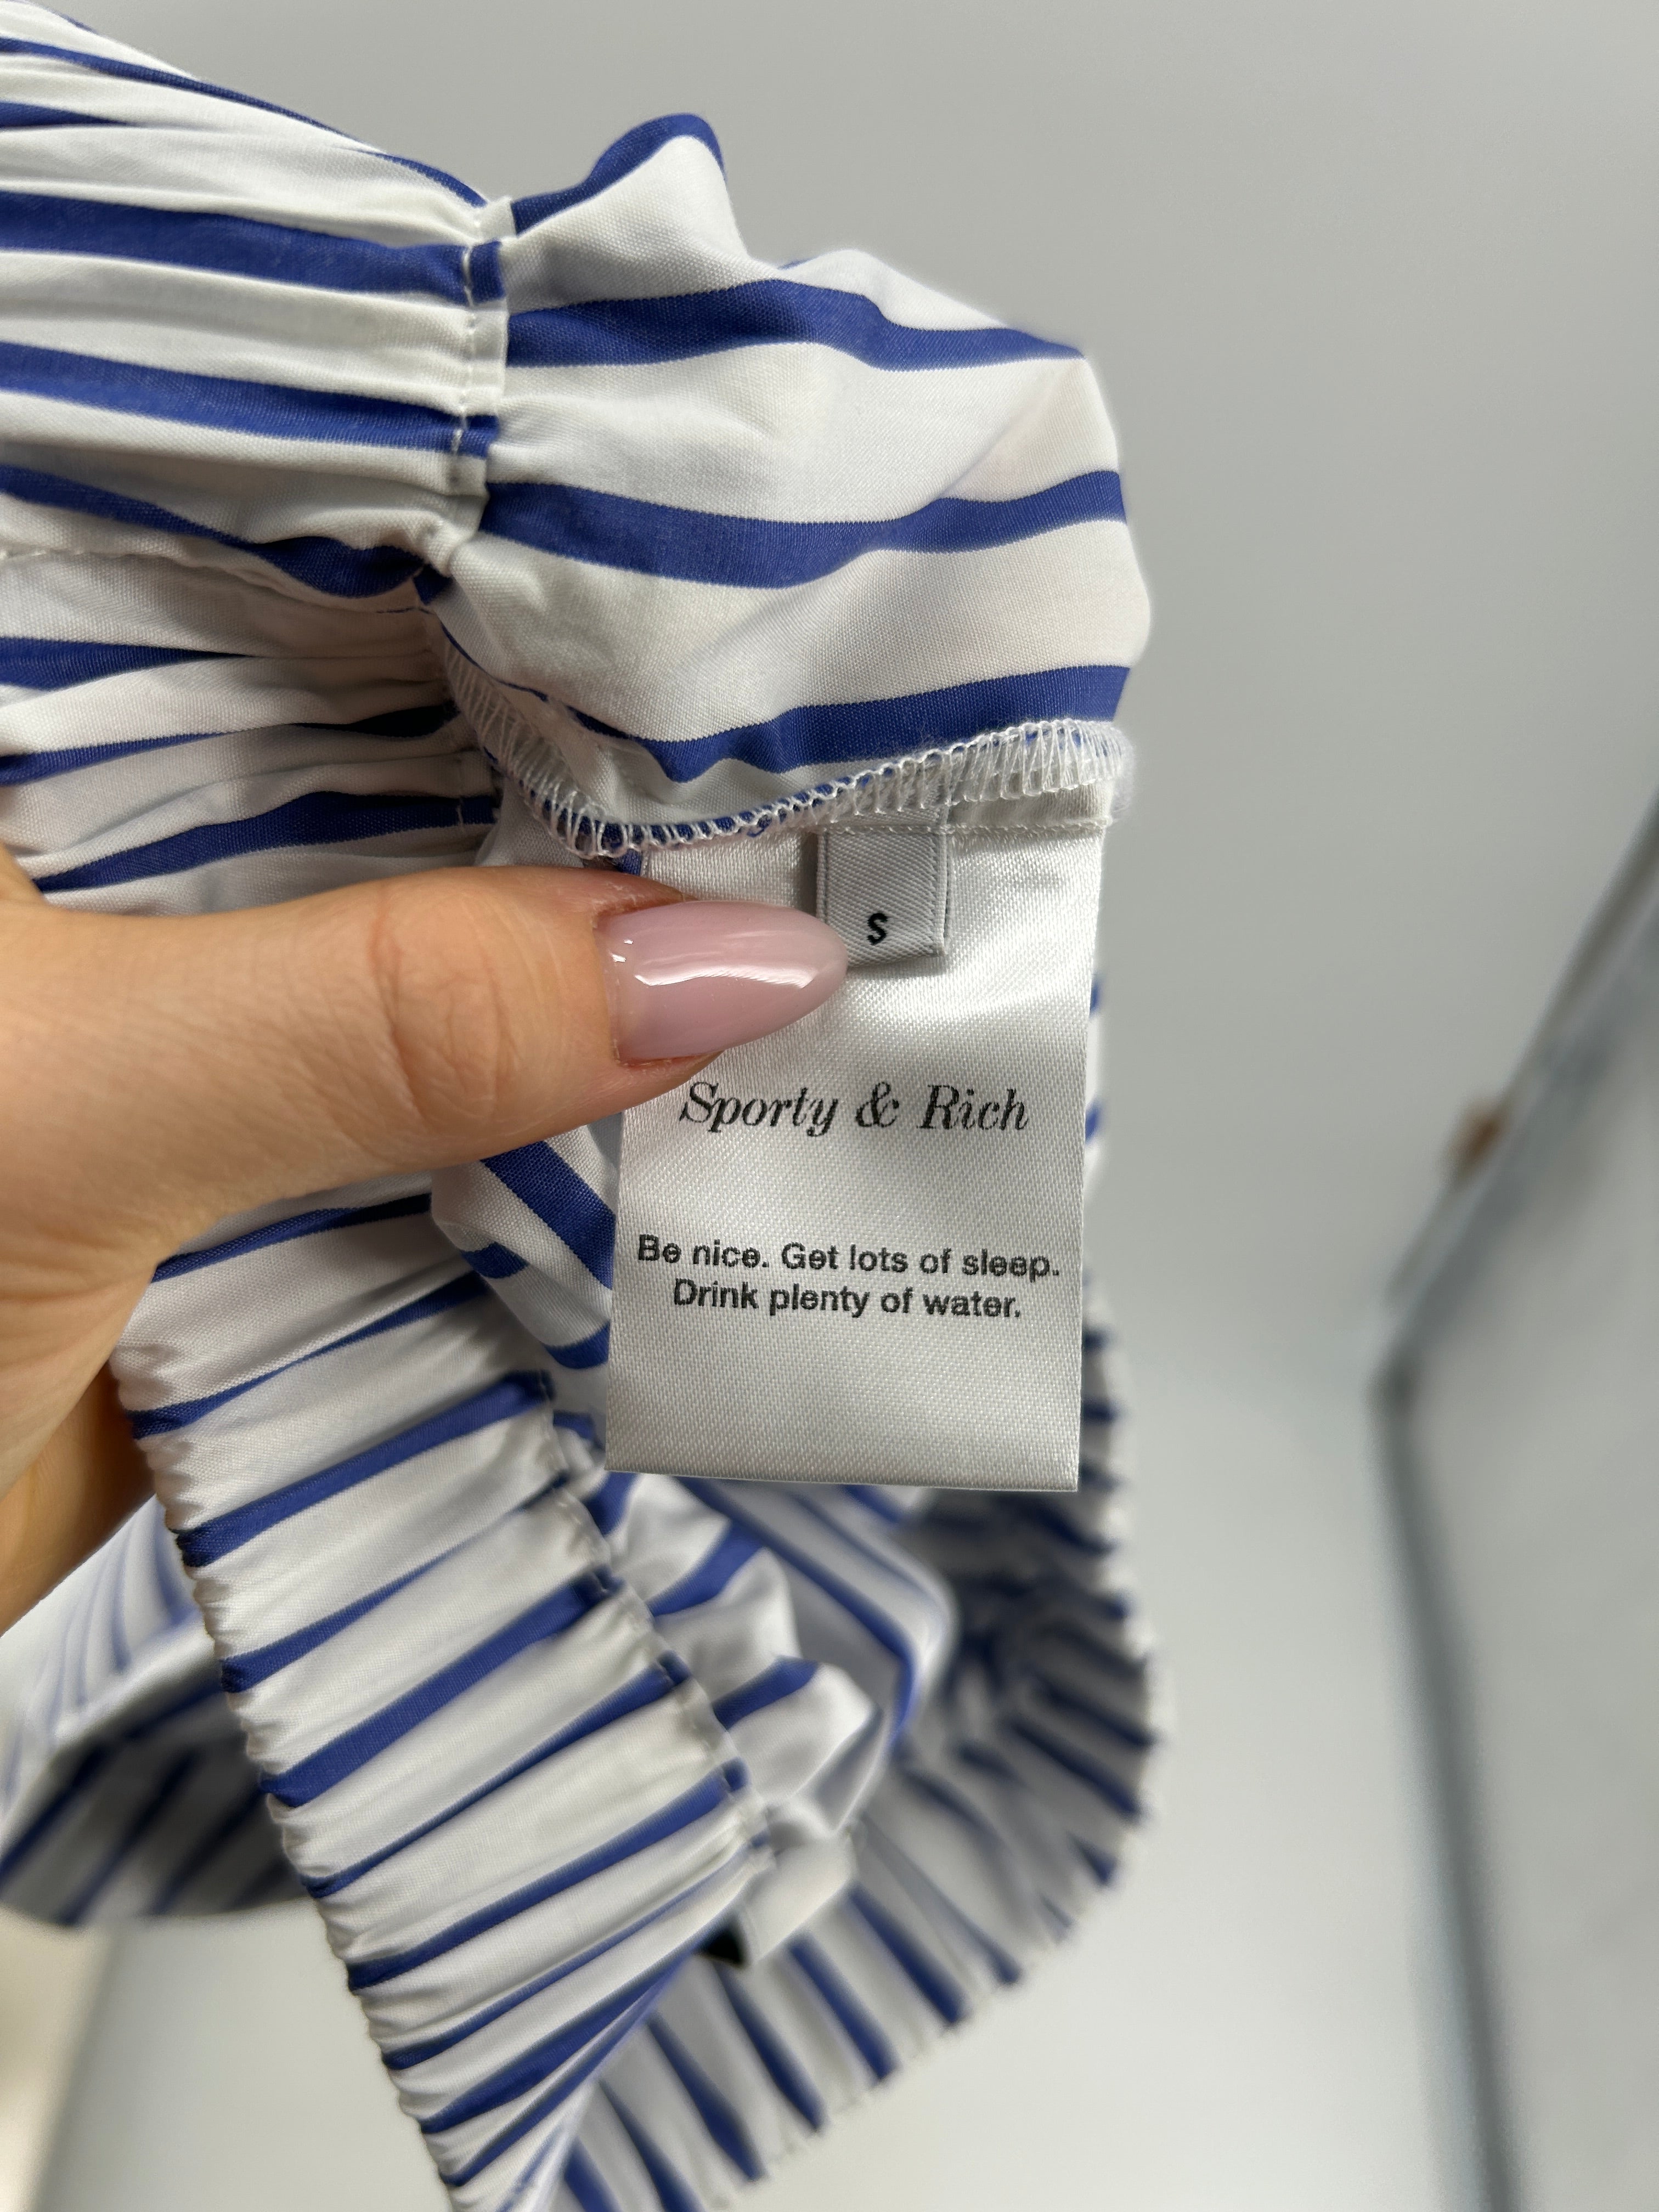 S
Sporty & Rich
Be nice. Get lots of sleep.
Drink plenty of water.